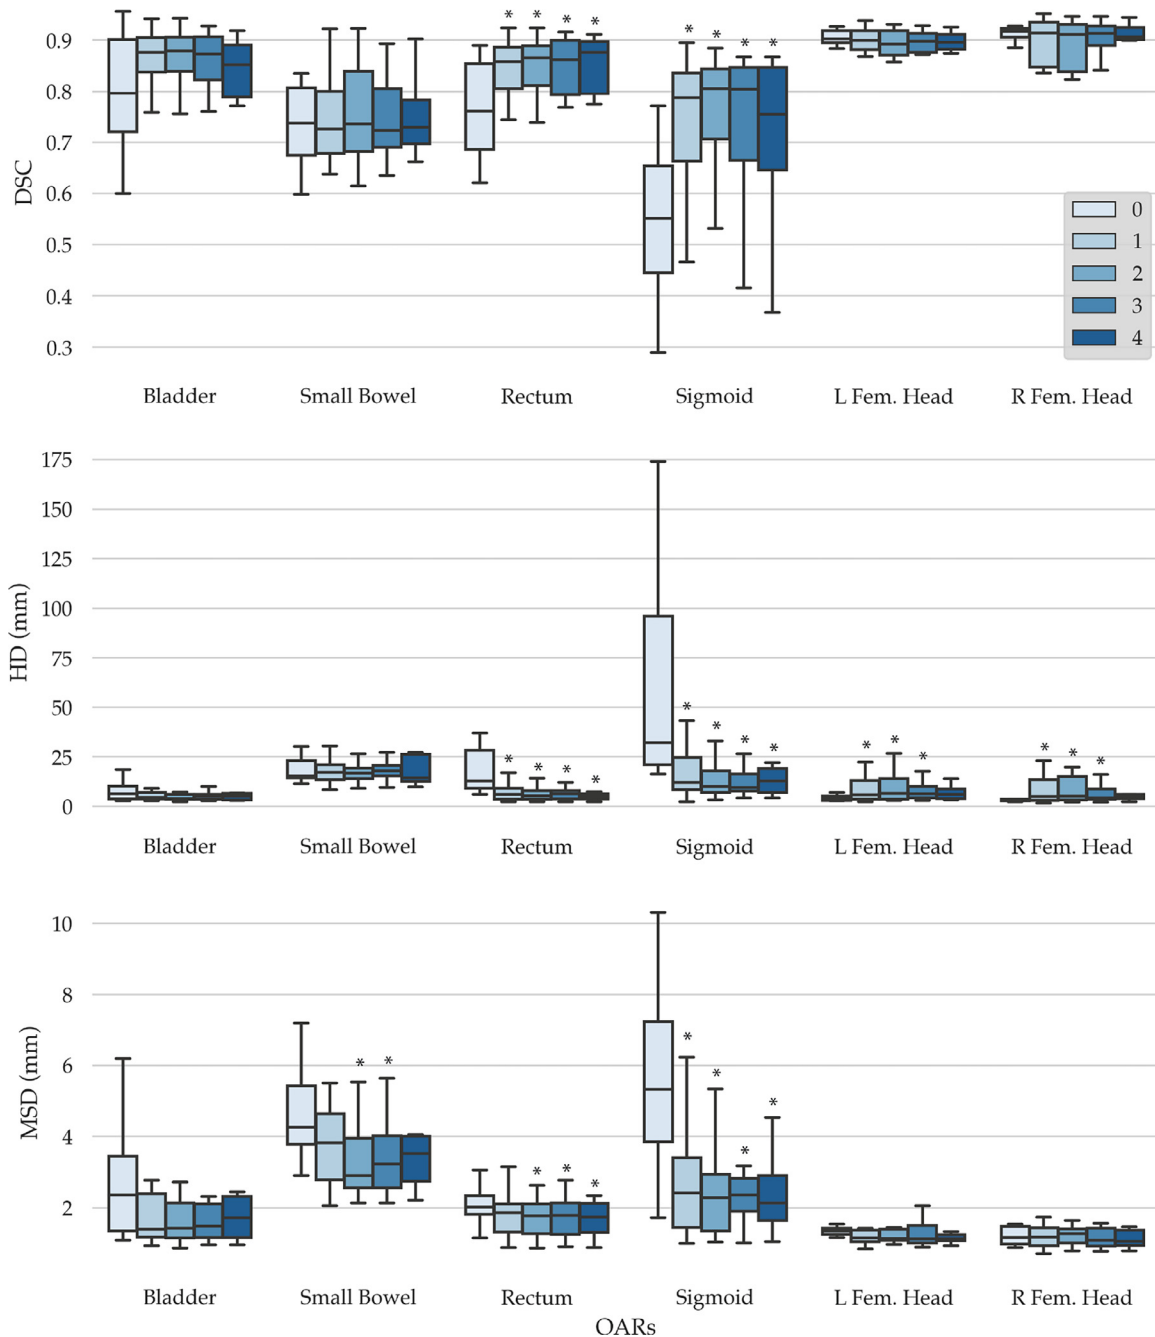 * * * *
* * * *
0.9
0.8
0.7
0.6
0.5
0.4
0.3
DSC
0
1
2
3
4
Bladder Small Bowel Rectum Sigmoid L Fem. Head R Fem. Head
175
150
125
100
75
50
25
0
HD (mm)
* * * *
* * * *
* * *
* * *
Bladder Small Bowel Rectum Sigmoid L Fem. Head R Fem. Head
10
8
6
4
2
MSD (mm)
* *
* * *
* * * *
Bladder Small Bowel Rectum Sigmoid L Fem. Head R Fem. Head
OARs